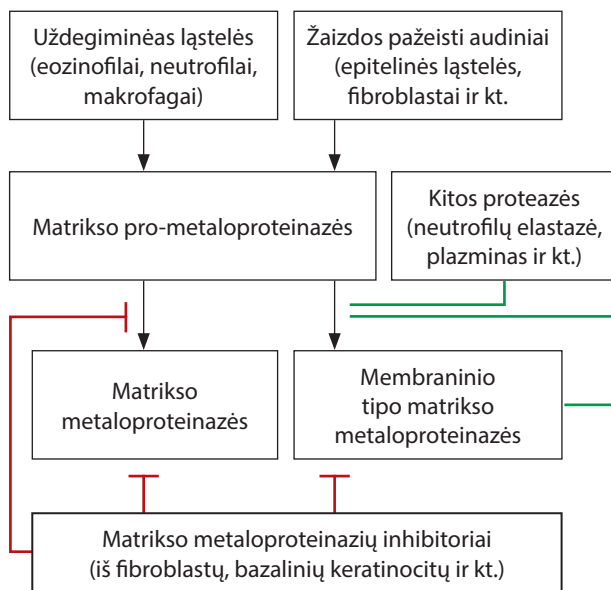 Uždegiminėas ląstelės
(eozinofilai, neutrofilai,
makrofagai)
Žaizdos pažeisti audiniai
(epitelinės ląstelės,
fibroblastai ir kt.
Matrikso pro-metaloproteinazės
Kitos proteazės
(neutrofilų elastazė,
plazminas ir kt.)
Matrikso
metaloproteinazės
Membraninio
tipo matrikso
metaloproteinazės
Matrikso metaloproteinazių inhibitoriai
(iš fibroblastų, bazalinių keratinocitų ir kt.)